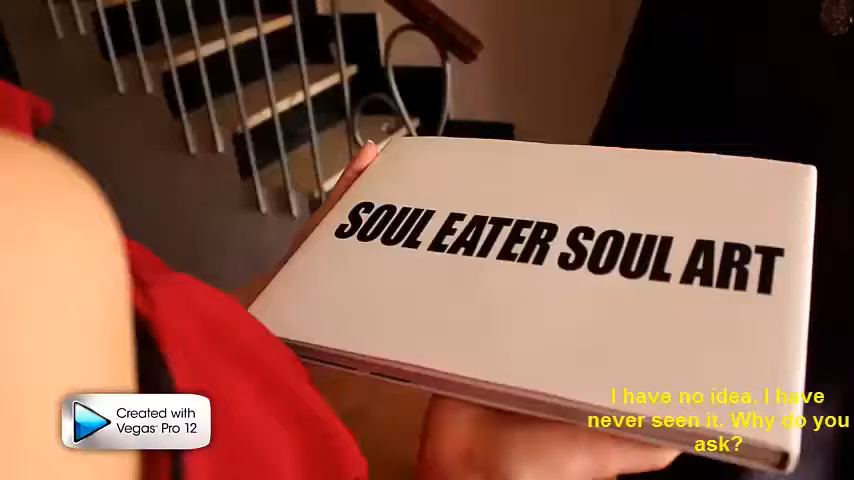 SOUL EATER SOUL ART
I have no idea. I have
never seen it. Why do you
ask?
Created with
Vegas™ Pro 12